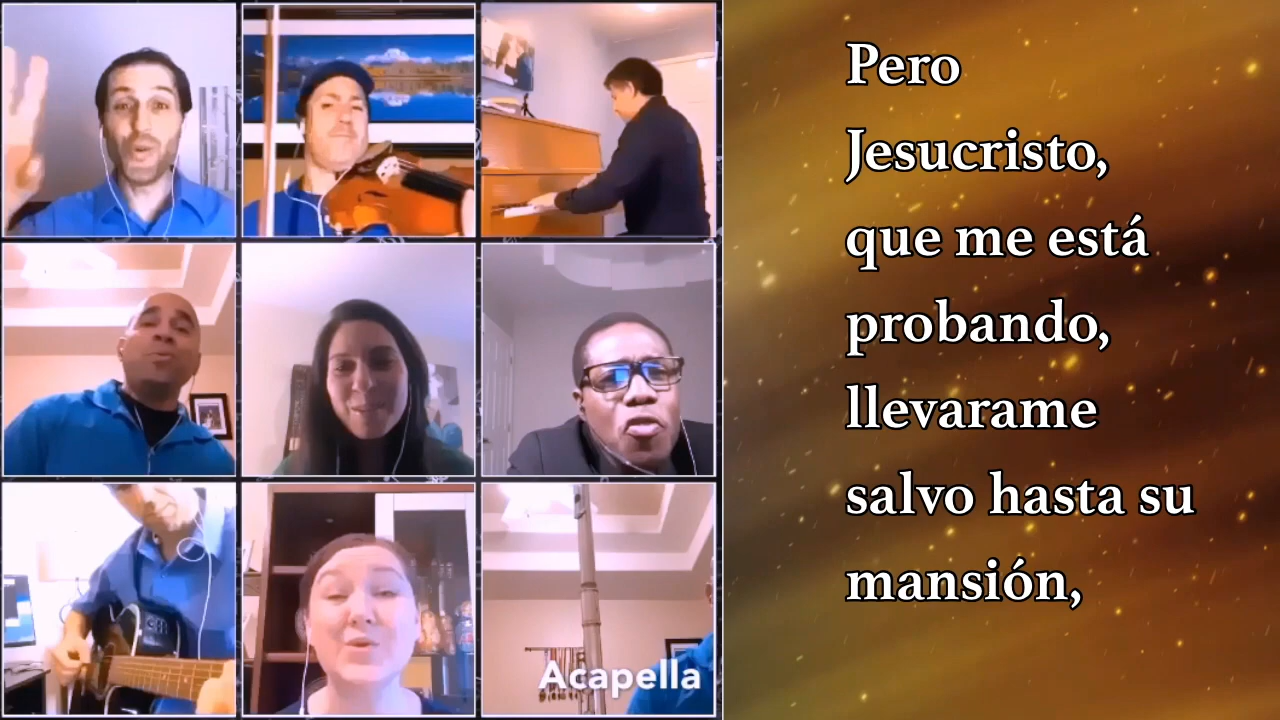 Pero
Jesucristo,
que me está
probando,
llevarame
salvo hasta su
mansión,
Acapella